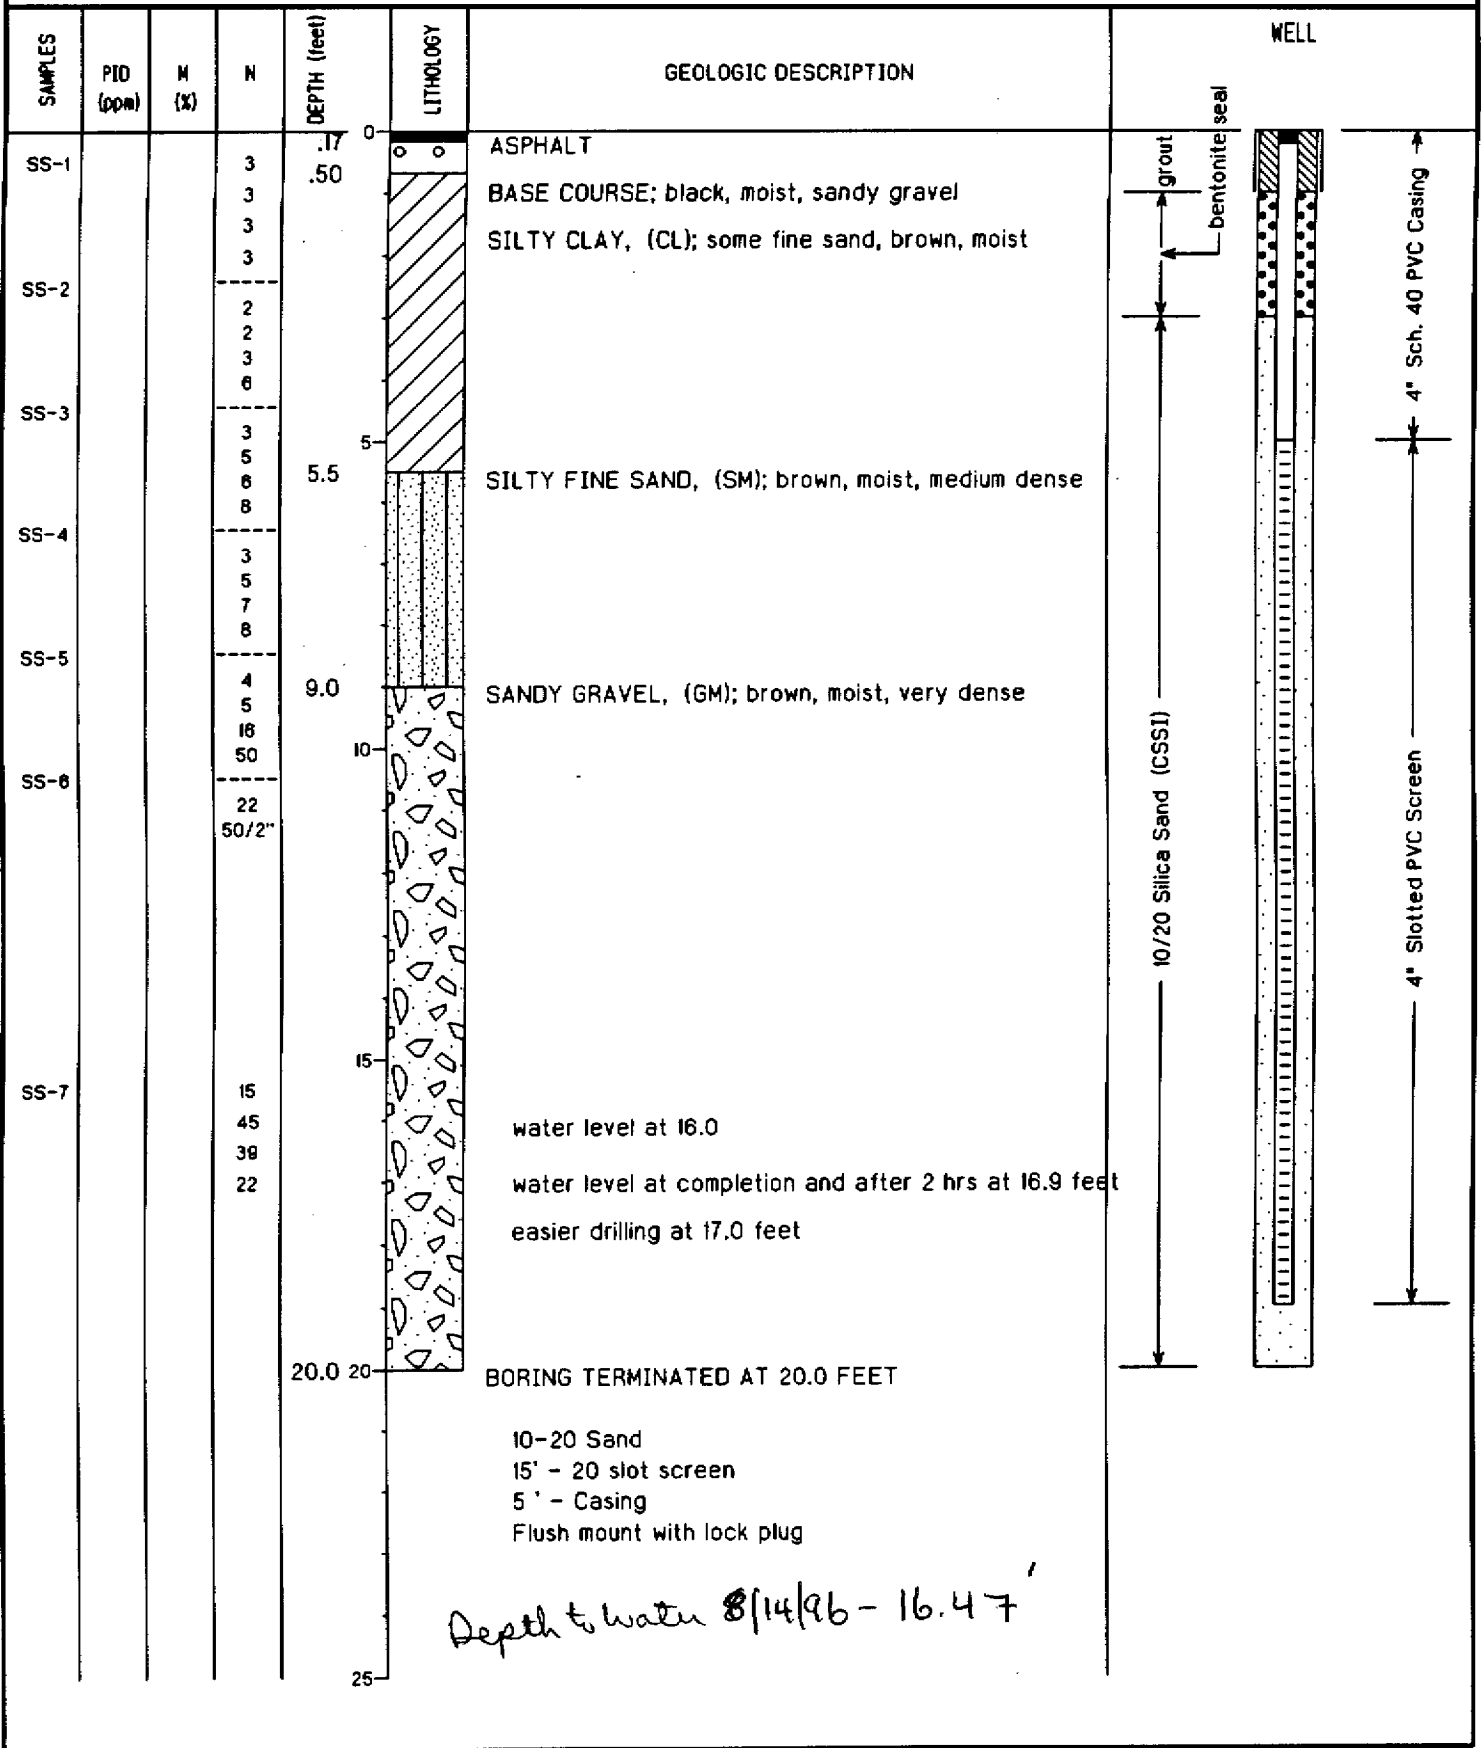 SAMPLES
PID
(ppm)
M
(%)
N
DEPTH (feet)
LITHOLOGY
GEOLOGIC DESCRIPTION
WELL
0
.17
ASPHALT
SS-1
3
.50
3
BASE COURSE; black, moist, sandy gravel
3
SILTY CLAY, (CL); some fine sand, brown, moist
3
grout
bentonite seal
4" Sch. 40 PVC Casing
SS-2
2
2
3
6
SS-3
3
5
5
6
5.5
SILTY FINE SAND, (SM); brown, moist, medium dense
8
SS-4
3
5
7
8
SS-5
4
9.0
SANDY GRAVEL, (GM); brown, moist, very dense
5
16
50
10
SS-6
22
50/2"
10/20 Silica Sand (CSSI)
4" Slotted PVC Screen
15
SS-7
15
45
water level at 16.0
39
22
water level at completion and after 2 hrs at 16.9 feet
easier drilling at 17.0 feet
20.0
20
BORING TERMINATED AT 20.0 FEET
10-20 Sand
15' - 20 slot screen
5 ' - Casing
Flush mount with lock plug
Depth to Water 8/14/96 - 16.47'
25